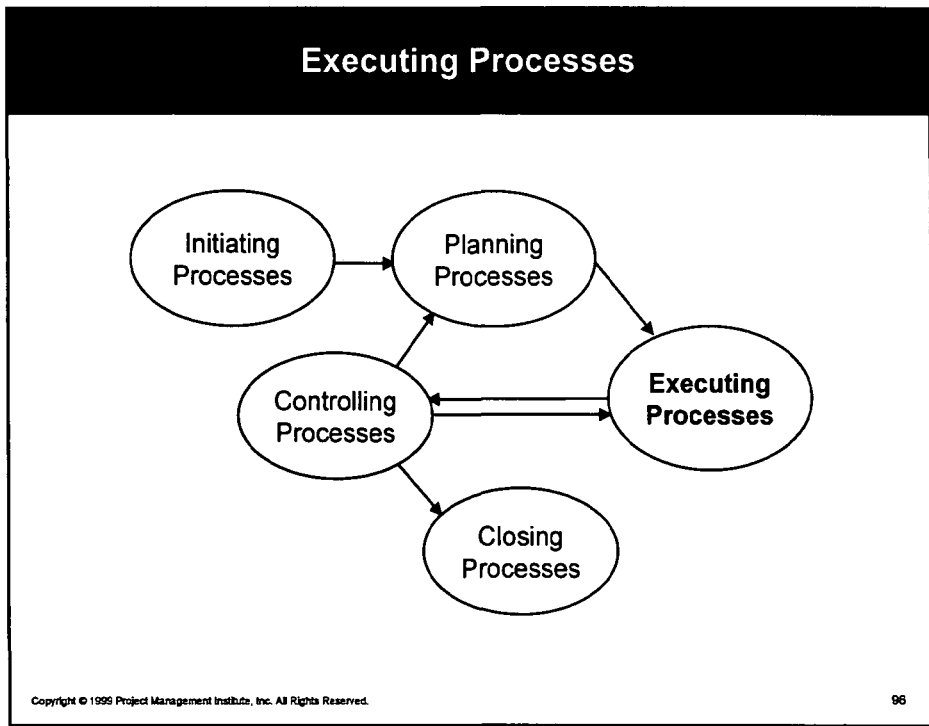 Executing Processes
Initiating
Processes
Planning
Processes
Controlling
Processes
Executing
Processes
Closing
Processes
Copyright © 1999 Project Management Institute, Inc. All Rights Reserved.
96